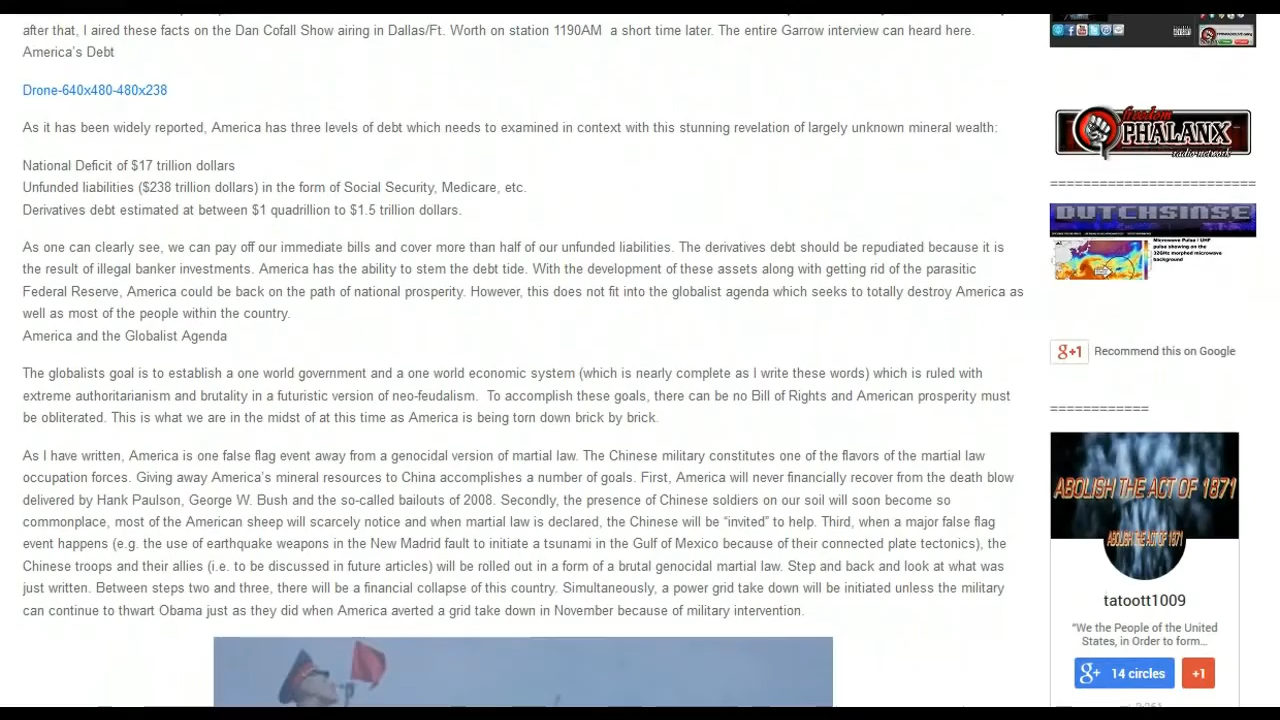 after that, I aired these facts on the Dan Cofall Show aired Dallas/Ft. Worth on station 1190AM a short time later. The entire Garrow interview can heard here.
America's Debt
Drone-640x480-480x238
As it has been widely reported, America has three levels of debt which needs to examined in context with this stunning revelation of largely unknown mineral wealth:
National Deficit of $17 trillion dollars
Unfunded liabilities ($238 trillion dollars) in the form of Social Security, Medicare, etc.
Derivatives debt estimated at between $1 quadrillion to $1.5 trillion dollars.
As one can clearly see, we can pay off our immediate bills and more than half of our unfunded liabilities. The derivatives debt should be repudiated because it is
the result of illegal banker investments. America has the ability to stem the debt tide. With the development of these assets along with getting rid of the parasitic
Federal Reserve, America could be back on the path of national prosperity. However, this does not fit into the globalist agenda which seeks to totally destroy America as
well as most of the people within the country.
America and the Globalist Agenda
The globalists goal is to establish a one world government and a one world economic system (which is nearly complete as I write these words) which is ruled with
extreme authoritarianism and brutality in a futuristic version of neo-feudalism. To accomplish these goals, there can be no Bill of Rights and American prosperity must
be obliterated. This is what we are in the midst of at this time as America is being torn down brick by brick.
As I have written, America is one false flag event away from a genocidal version of martial law. The Chinese military constitutes one of the flavors of the martial law
occupation forces. Giving away America's mineral resources to China accomplishes a number of goals. First, America will never financially recover from the death blow
delivered by Hank Paulson, George W. Bush and the
commonplace, most of the American sheep will scarcely notice and when martial law is declared, the Chinese will be "invited" to help. Third, when a major false flag
event happens (e.g. the use of earthquake weapons in the New initiate a tsunami in the Gulf of Mexico because of their connected plate tectonics), the
Chinese troops and their allies (i.e. to be discussed in future articles) will be rolled out in a form of a brutal genocidal martial law. Step and back and look at what was
just written. Between steps two and three, there will be a financial collapse of this country. Simultaneously, a power grid take down will be initiated unless the military
can continue to thwart Obama just as they did when America averted a grid take down in November because of military intervention.
freedom
PHALANX
radio network
====================================
DUTCHSINSE
Microwave Pulse / UHF
pulse showing on the
32GHz morphed microwave
background
g+1 Recommend this on Google
============
ABOLISH THE ACT OF 1871
ABOLISH THE ACT OF 1871
tatoott1009
"We the People of the United
States, in Order to form...
g+ 14 circles
+1